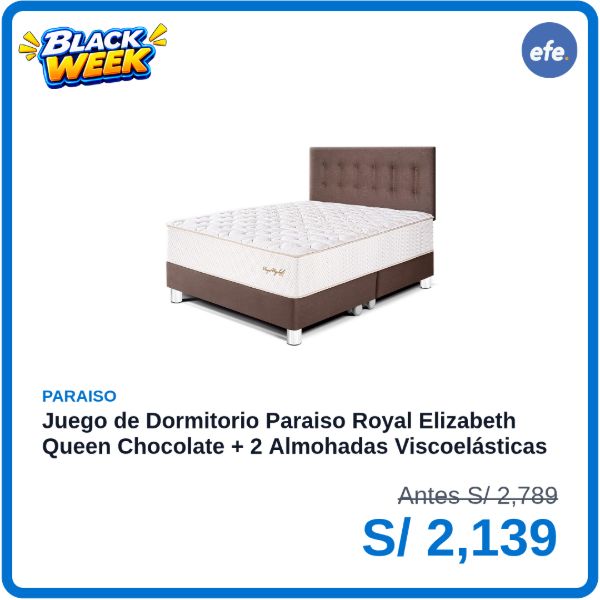 BLACK
WEEK
efe.
PARAISO
Juego de Dormitorio Paraiso Royal Elizabeth
Queen Chocolate + 2 Almohadas Viscoelásticas
Antes S/ 2,789
S/ 2,139